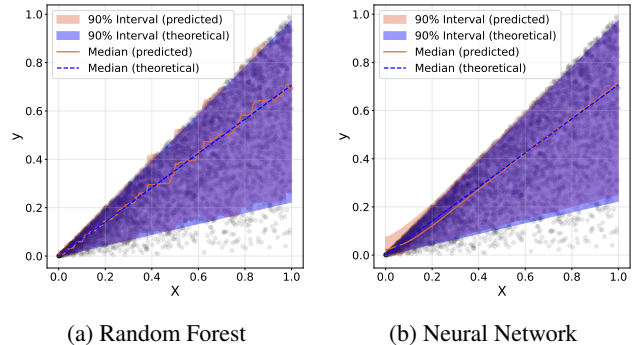 90% Interval (predicted)
90% Interval (theoretical)
Median (predicted)
Median (theoretical)
1.0
0.8
0.6
0.4
0.2
0.0
y
0.0 0.2 0.4 0.6 0.8 1.0
X
(a) Random Forest
90% Interval (predicted)
90% Interval (theoretical)
Median (predicted)
Median (theoretical)
1.0
0.8
0.6
0.4
0.2
0.0
y
0.0 0.2 0.4 0.6 0.8 1.0
X
(b) Neural Network